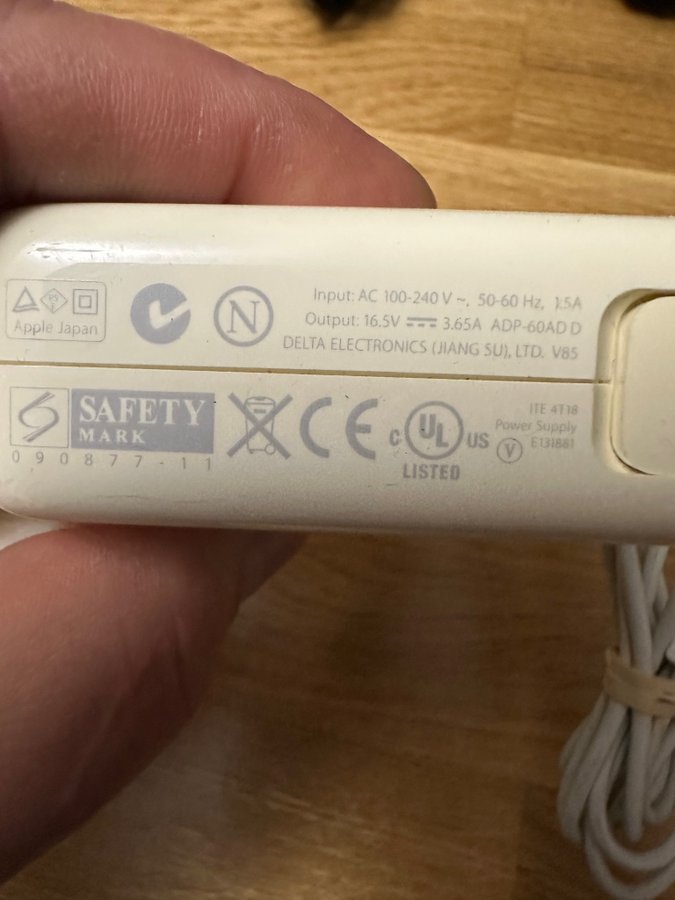 Apple Japan
N
Input: AC 100-240 V ~, 50-60 Hz, 1.5A
Output: 16.5V ⎓ 3.65A ADP-60AD D
DELTA ELECTRONICS (JIANG SU), LTD. V85
SAFETY
MARK
090877-11
CE
c UL US
LISTED
ITE 4T18
Power Supply
V E131881